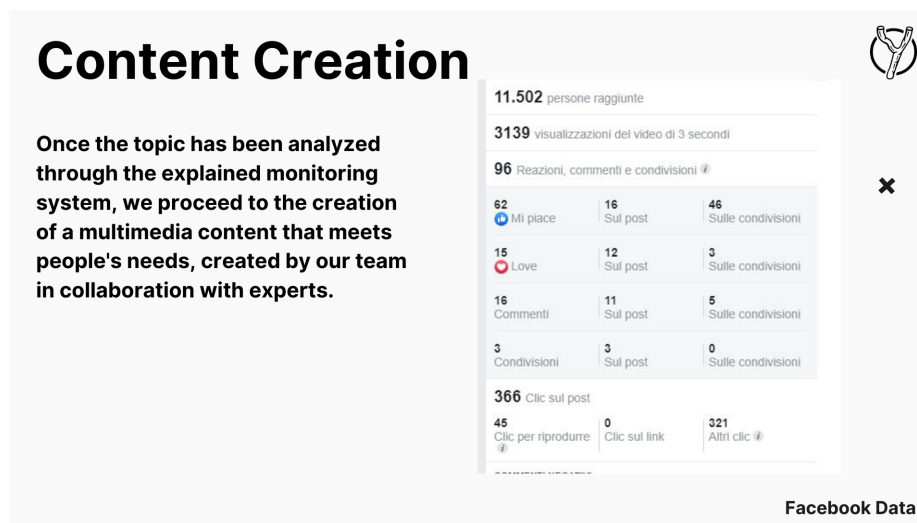 Content Creation
Once the topic has been analyzed
through the explained monitoring
system, we proceed to the creation
of a multimedia content that meets
people's needs, created by our team
in collaboration with experts.
11.502 persone raggiunte
3139 visualizzazioni del video di 3 secondi
96 Reazioni, commenti e condivisioni
62 16 46
Mi piace Sul post Sulle condivisioni
15 12 3
Love Sul post Sulle condivisioni
16 11 5
Commenti Sul post Sulle condivisioni
3 3 0
Condivisioni Sul post Sulle condivisioni
366 Clic sul post
45 0 321
Clic per riprodurre Clic sul link Altri clic
Facebook Data